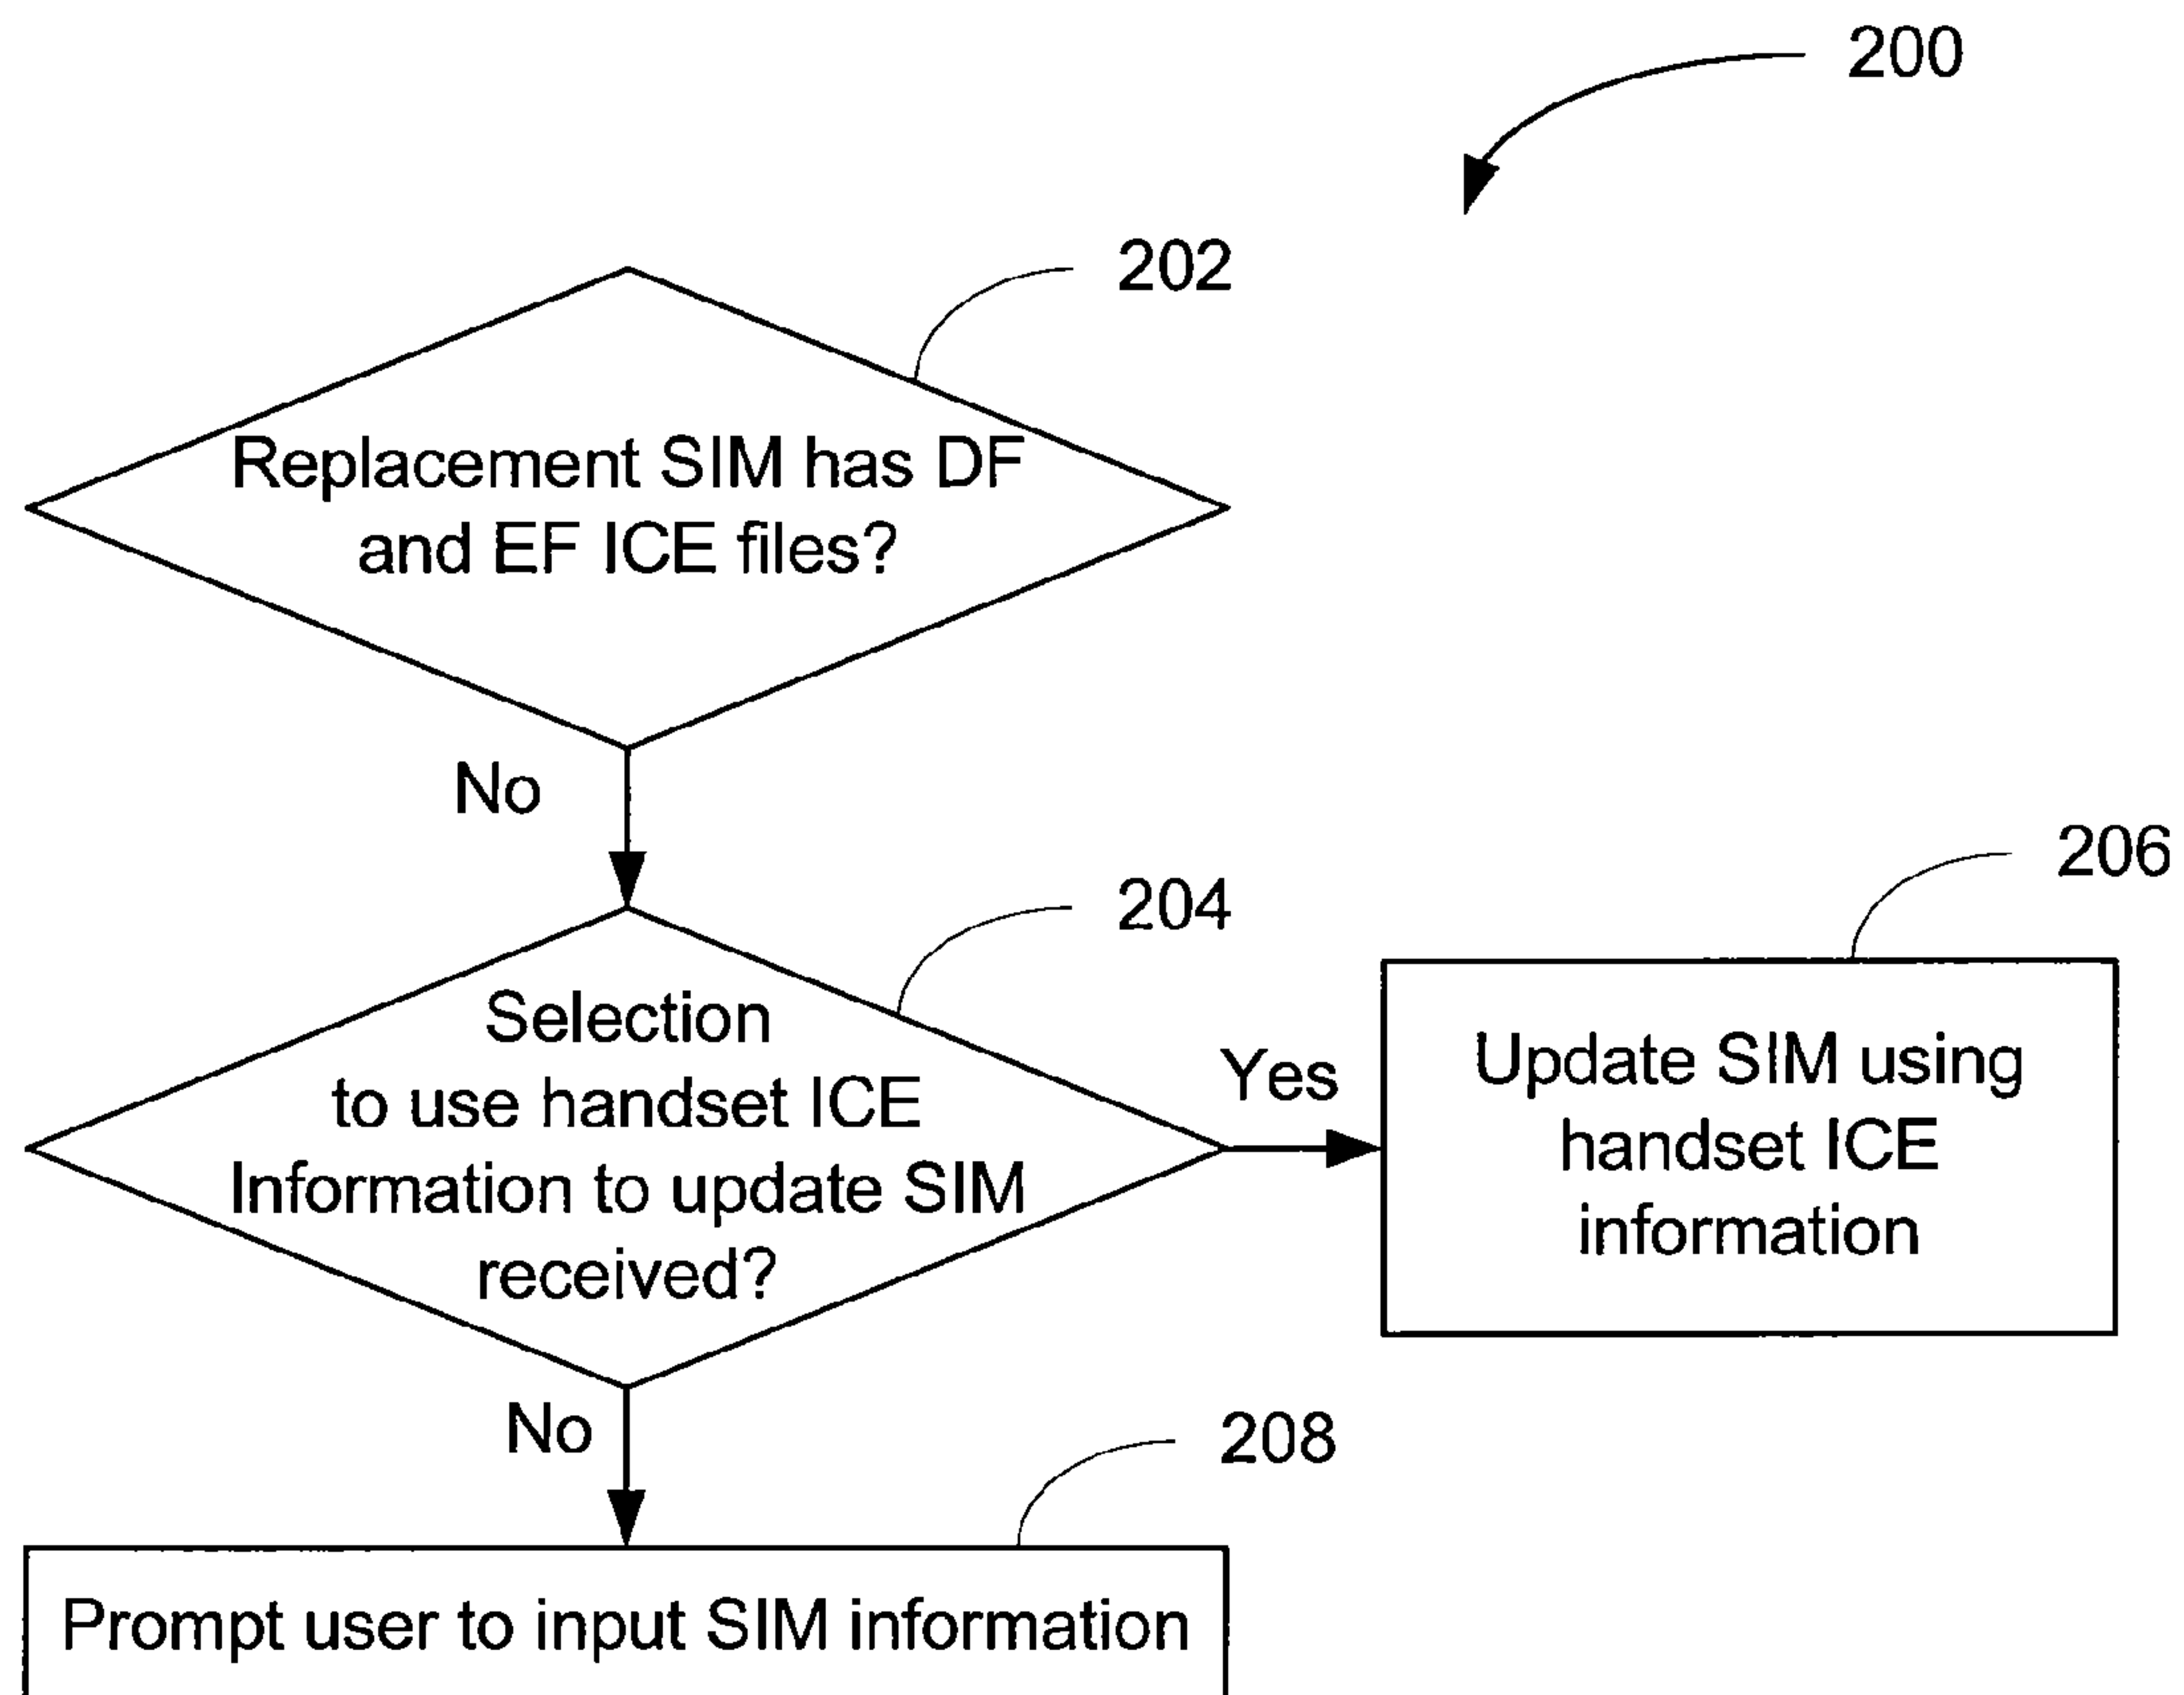 200
202
Replacement SIM has DF
and EF ICE files?
No
204
206
Selection
to use handset ICE
Information to update SIM
received?
Yes
Update SIM using
handset ICE
information
No
208
Prompt user to input SIM information